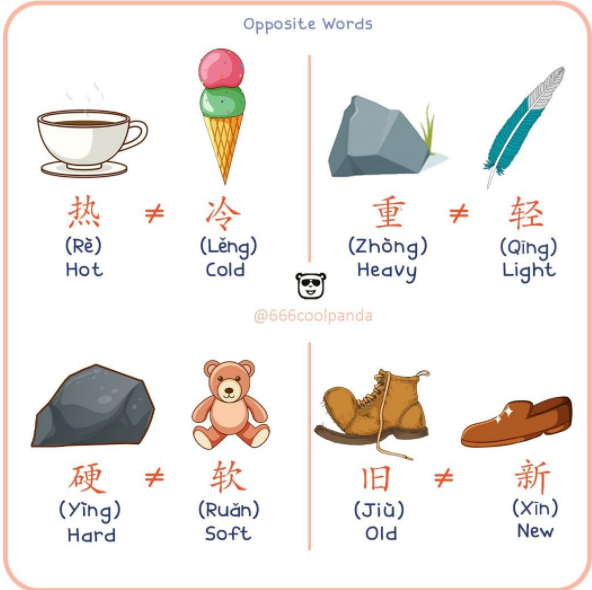 Opposite Words
热 ≠ 冷
(Rè) (Lěng)
Hot Cold
重 ≠ 轻
(Zhòng) (Qīng)
Heavy Light
@666coolpanda
硬 ≠ 软
(Yìng) (Ruǎn)
Hard Soft
旧 ≠ 新
(Jiù) (Xīn)
Old New